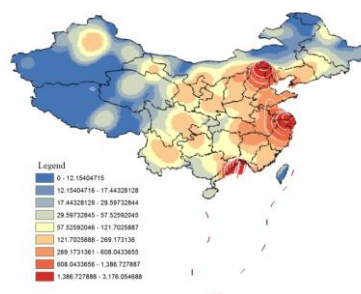 Legend
0 - 12.15404715
12.15404716 - 17.44328128
17.44328129 - 29.59732844
29.59732845 - 57.52592045
57.52592046 - 121.7025887
121.7025888 - 269.173136
269.1731361 - 608.0433655
608.0433656 - 1,386.727887
1,386.727888 - 3,176.054688